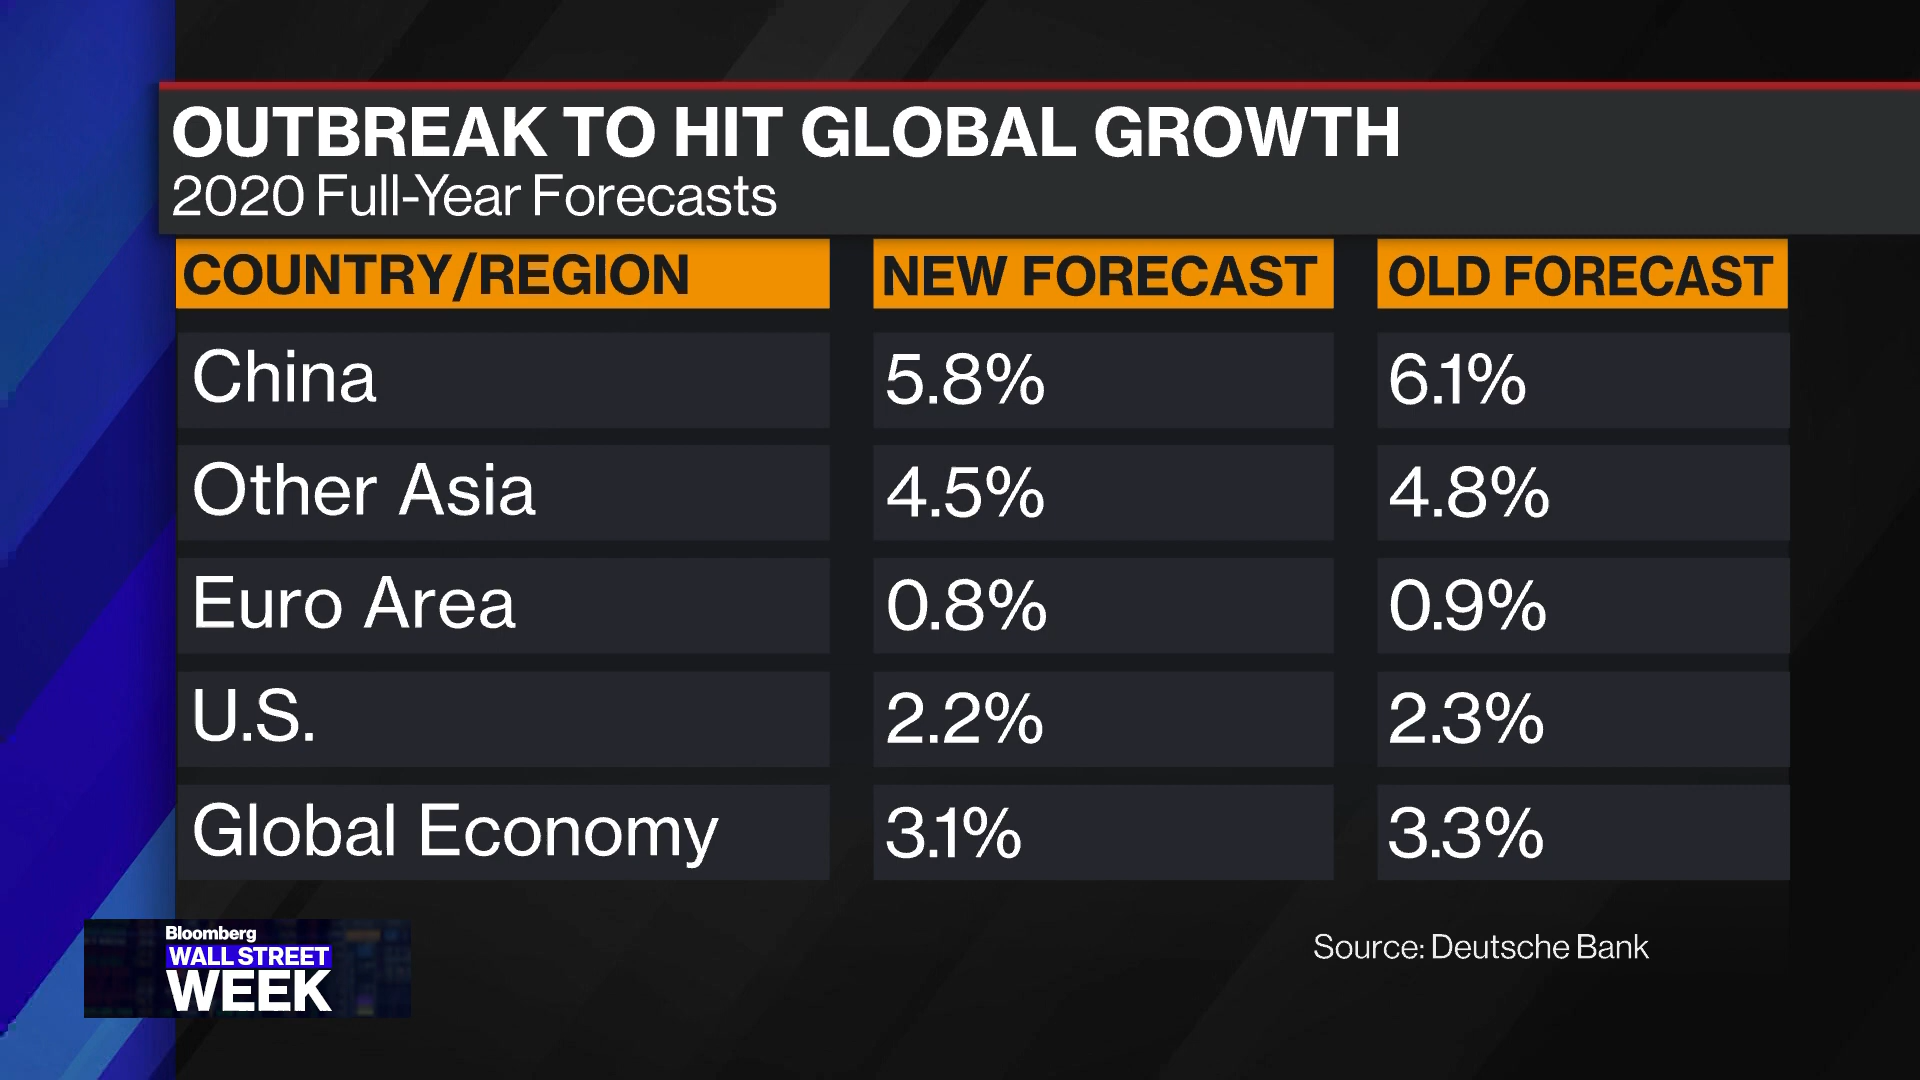 OUTBREAK TO HIT GLOBAL GROWTH
2020 Full-Year Forecasts
COUNTRY/REGION NEW FORECAST OLD FORECAST
China 5.8% 6.1%
Other Asia 4.5% 4.8%
Euro Area 0.8% 0.9%
U.S. 2.2% 2.3%
Global Economy 3.1% 3.3%
Bloomberg
WALL STREET
WEEK
Source: Deutsche Bank